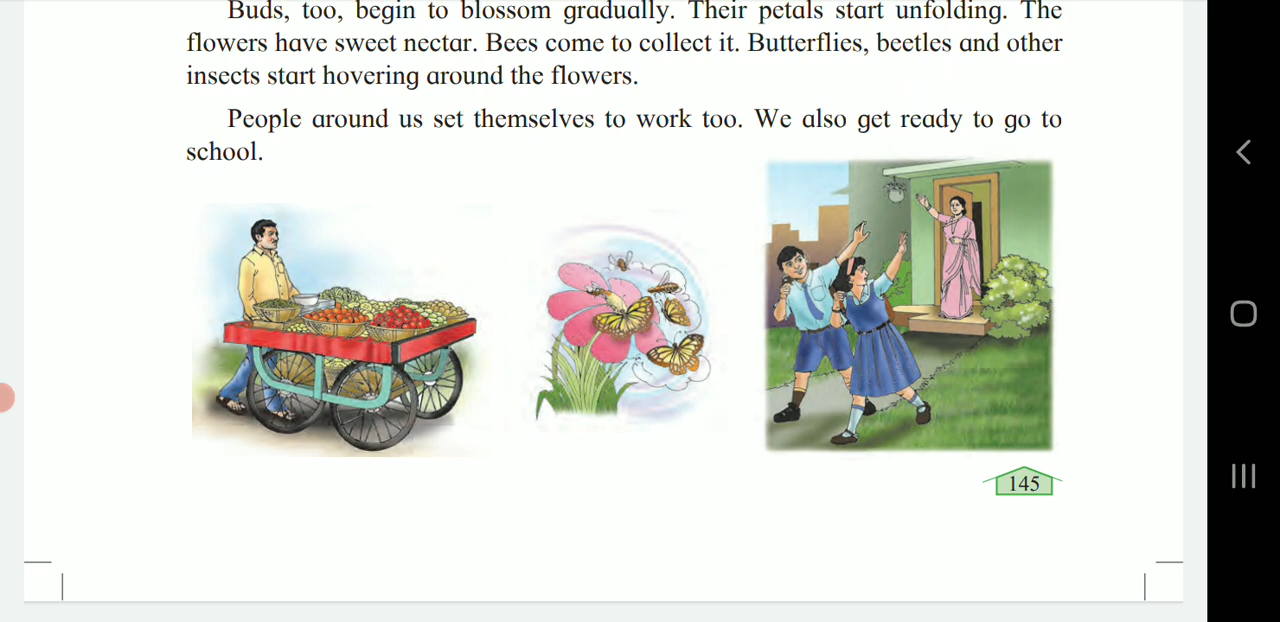 Buds, too, begin to blossom gradually. Their petals start unfolding. The
flowers have sweet nectar. Bees come to collect it. Butterflies, beetles and other
insects start hovering around the flowers.
People around us set themselves to work too. We also get ready to go to
school.
145